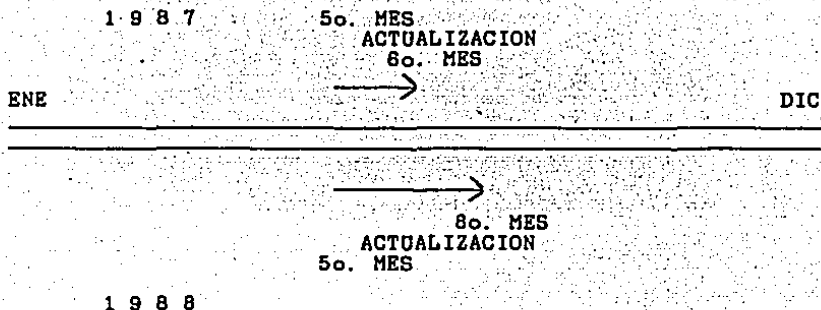 1 9 8 7 5o. MES
ACTUALIZACION
6o. MES
ENE DIC
8o. MES
ACTUALIZACION
5o. MES
1 9 8 8